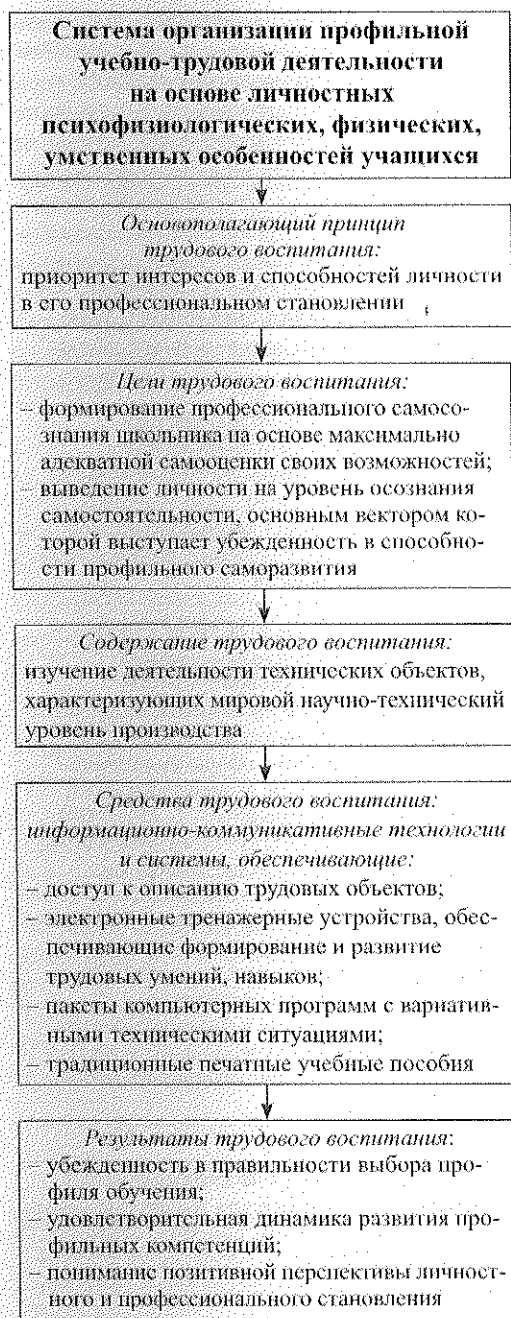 Система организации профильной
учебно-трудовой деятельности
на основе личностных
психофизиологических, физических,
умственных особенностей учащихся
Основополагающий принцип
трудового воспитания:
приоритет интересов и способностей личности
в его профессиональном становлении
Цели трудового воспитания:
– формирование профессионального самосо-
знания школьника на основе максимально
адекватной самооценки своих возможностей;
– выведение личности на уровень осознания
самостоятельности, основным вектором ко-
торой выступает убежденность в способно-
сти профильного саморазвития
Содержание трудового воспитания:
изучение деятельности технических объектов,
характеризующих мировой научно-технический
уровень производства
Средства трудового воспитания:
информационно-коммуникативные технологии
и системы, обеспечивающие:
– доступ к описанию трудовых объектов;
– электронные тренажерные устройства, обес-
печивающие формирование и развитие
трудовых умений, навыков;
– пакеты компьютерных программ с вариатив-
ными техническими ситуациями;
– традиционные печатные учебные пособия
Результаты трудового воспитания:
– убежденность в правильности выбора про-
филя обучения;
– удовлетворительная динамика развития про-
фильных компетенций;
– понимание позитивной перспективы личност-
ного и профессионального становления